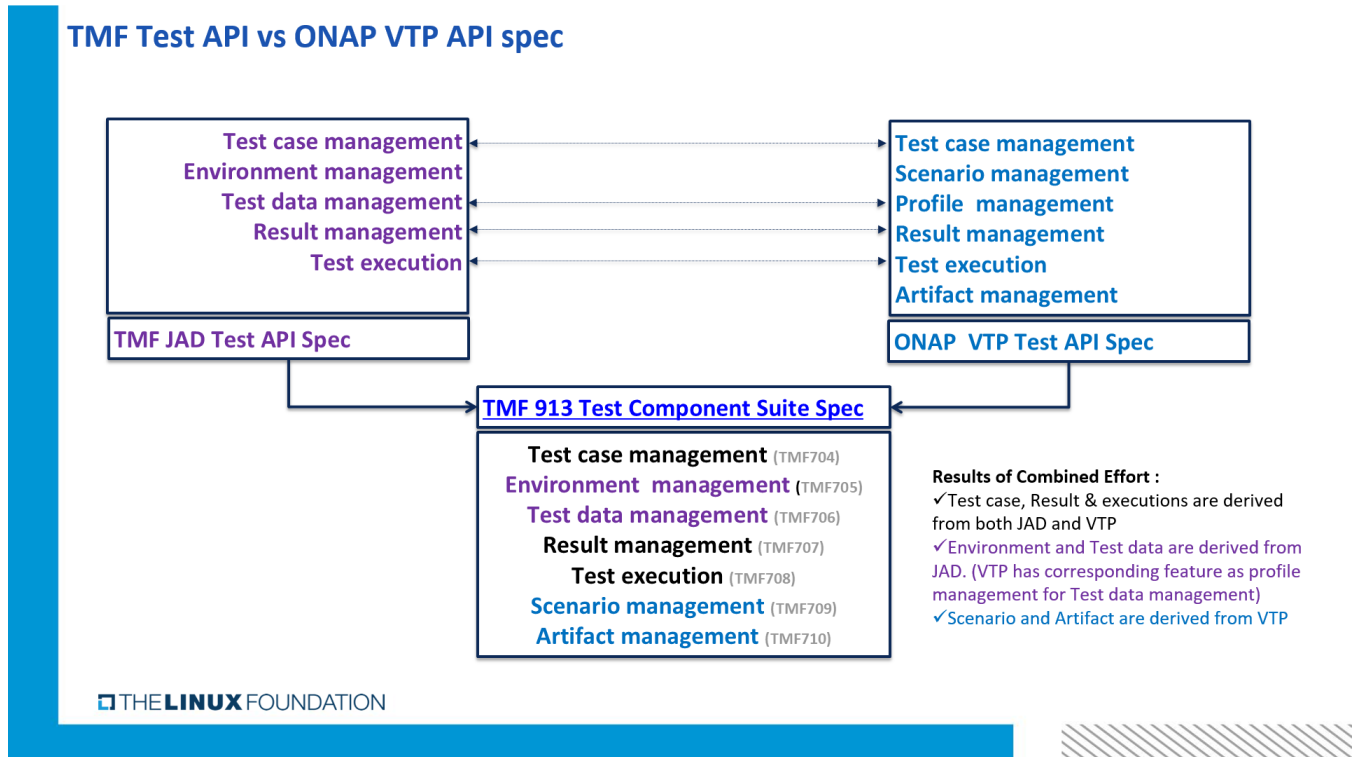 TMF Test API vs ONAP VTP API spec
Test case management
Environment management
Test data management
Result management
Test execution
TMF JAD Test API Spec
Test case management
Scenario management
Profile  management
Result management
Test execution
Artifact management
ONAP  VTP Test API Spec
TMF 913 Test Component Suite Spec
Test case management (TMF704)
Environment  management (TMF705)
Test data management (TMF706)
Result management (TMF707)
Test execution (TMF708)
Scenario management (TMF709)
Artifact management (TMF710)
Results of Combined Effort :
✓Test case, Result & executions are derived
from both JAD and VTP
✓Environment and Test data are derived from
JAD. (VTP has corresponding feature as profile
management for Test data management)
✓Scenario and Artifact are derived from VTP
THE LINUX FOUNDATION